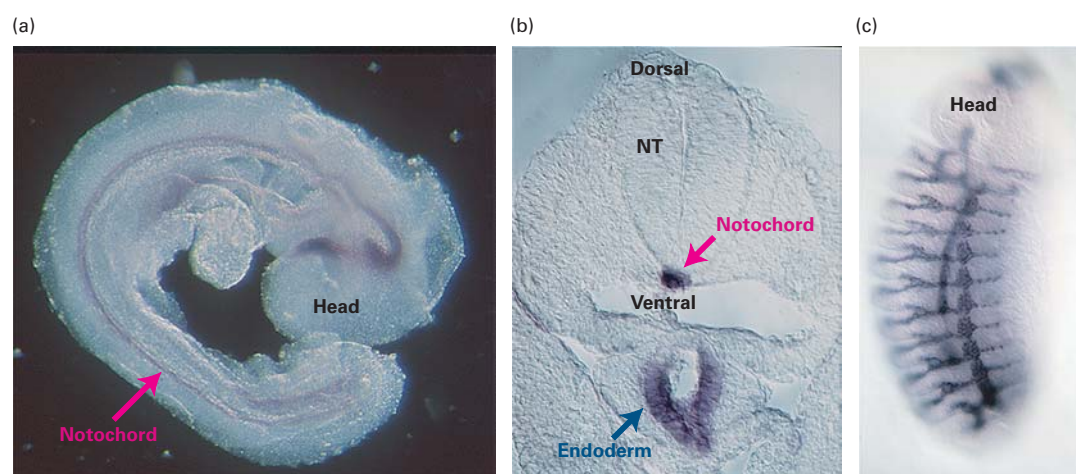 (a)
(b)
(c)
Head
Notochord
Dorsal
NT
Notochord
Ventral
Endoderm
Head